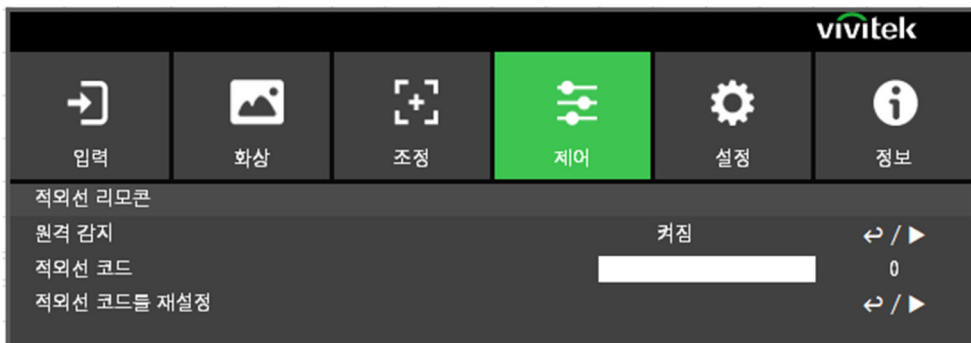 vivitek
입력 화상 조정 제어 설정 정보
적외선 리모콘
원격 감지 켜짐 /
적외선 코드 0
적외선 코드를 재설정 /